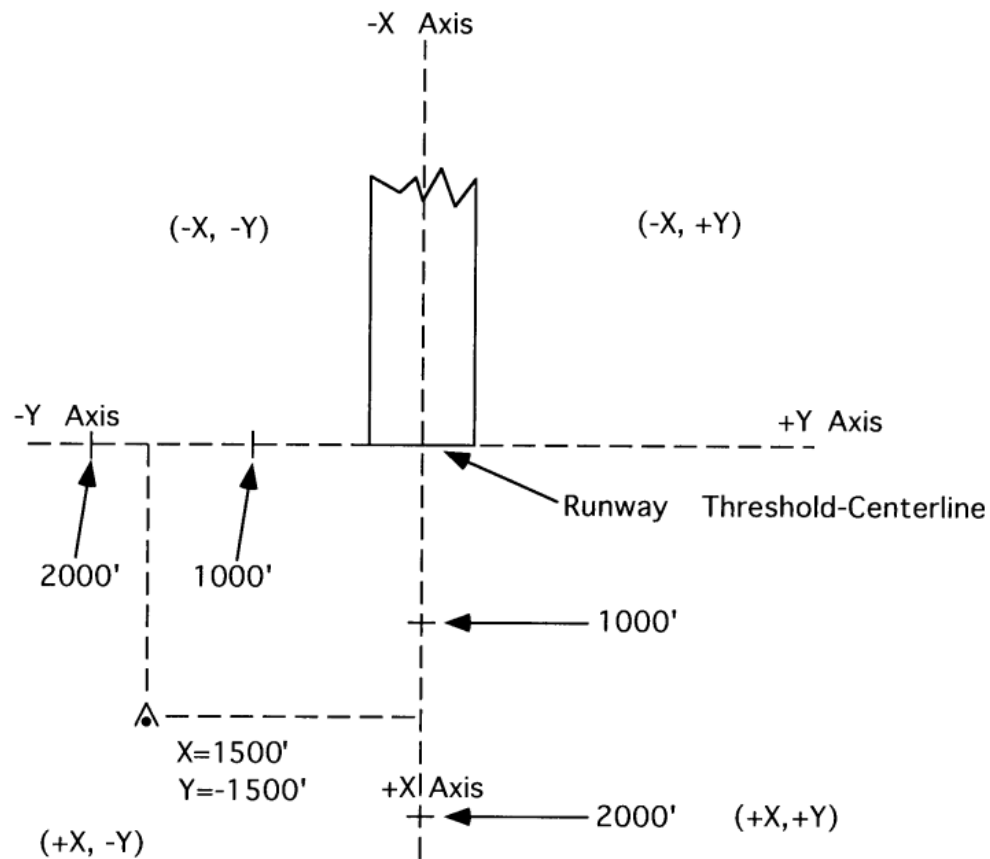 -X Axis
(-X, -Y)
(-X, +Y)
-Y Axis
+Y Axis
Runway Threshold-Centerline
2000'
1000'
1000'
X=1500'
Y=-1500'
+X Axis
2000'
(+X,+Y)
(+X, -Y)